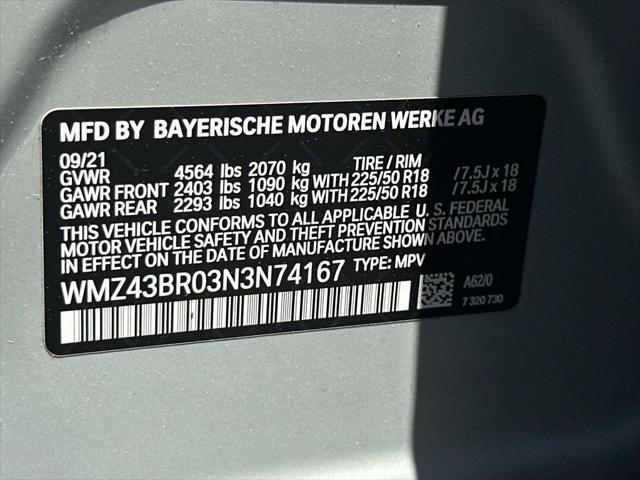 MFD BY BAYERISCHE MOTOREN WERKE AG
09/21 TIRE / RIM
GVWR 4564 lbs 2070 kg
GAWR FRONT 2403 lbs 1090 kg WITH 225/50 R18 / 7.5J x 18
GAWR REAR 2293 lbs 1040 kg WITH 225/50 R18 / 7.5J x 18
THIS VEHICLE CONFORMS TO ALL APPLICABLE U. S. FEDERAL
MOTOR VEHICLE SAFETY AND THEFT PREVENTION STANDARDS
IN EFFECT ON THE DATE OF MANUFACTURE SHOWN ABOVE.
WMZ43BR03N3N74167 TYPE: MPV
A62/0
7 320 730